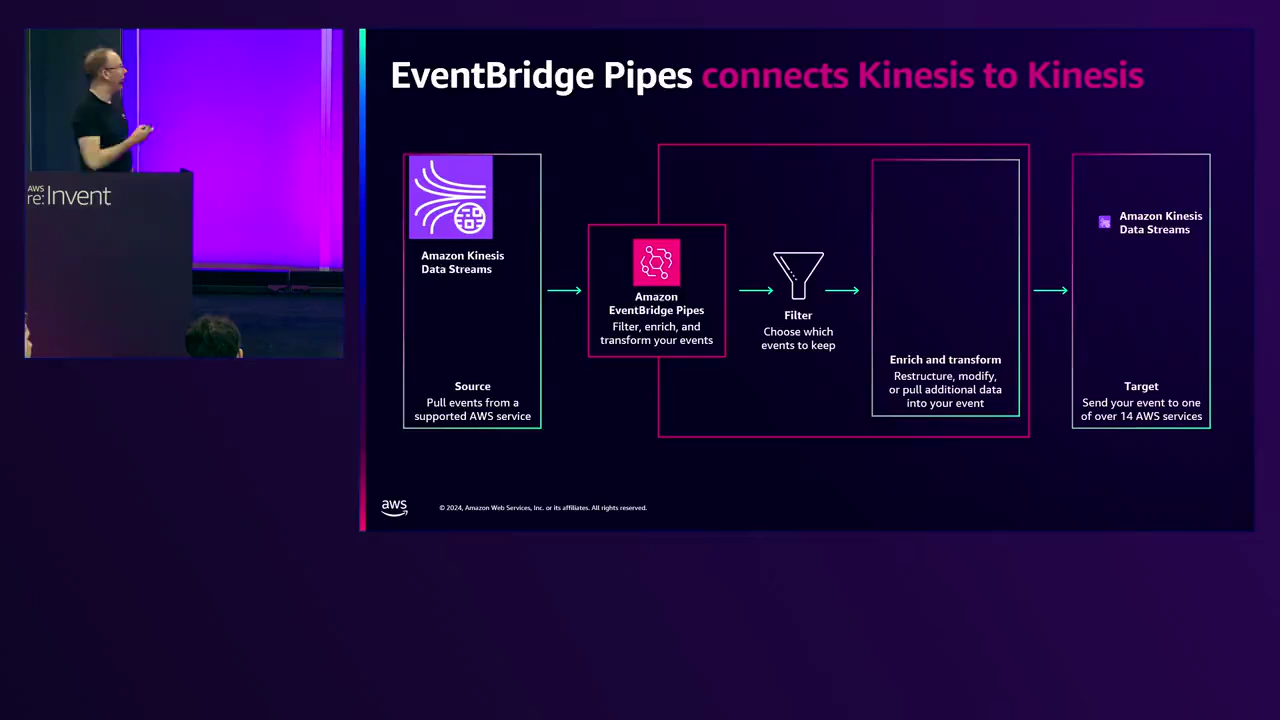 EventBridge Pipes connects Kinesis to Kinesis
AWS
re:Invent
Amazon Kinesis
Data Streams
Source
Pull events from a
supported AWS service
Amazon
EventBridge Pipes
Filter, enrich, and
transform your events
Filter
Choose which
events to keep
Enrich and transform
Restructure, modify,
or pull additional data
into your event
Amazon Kinesis
Data Streams
Target
Send your event to one
of over 14 AWS services
aws
© 2024, Amazon Web Services, Inc. or its affiliates. All rights reserved.